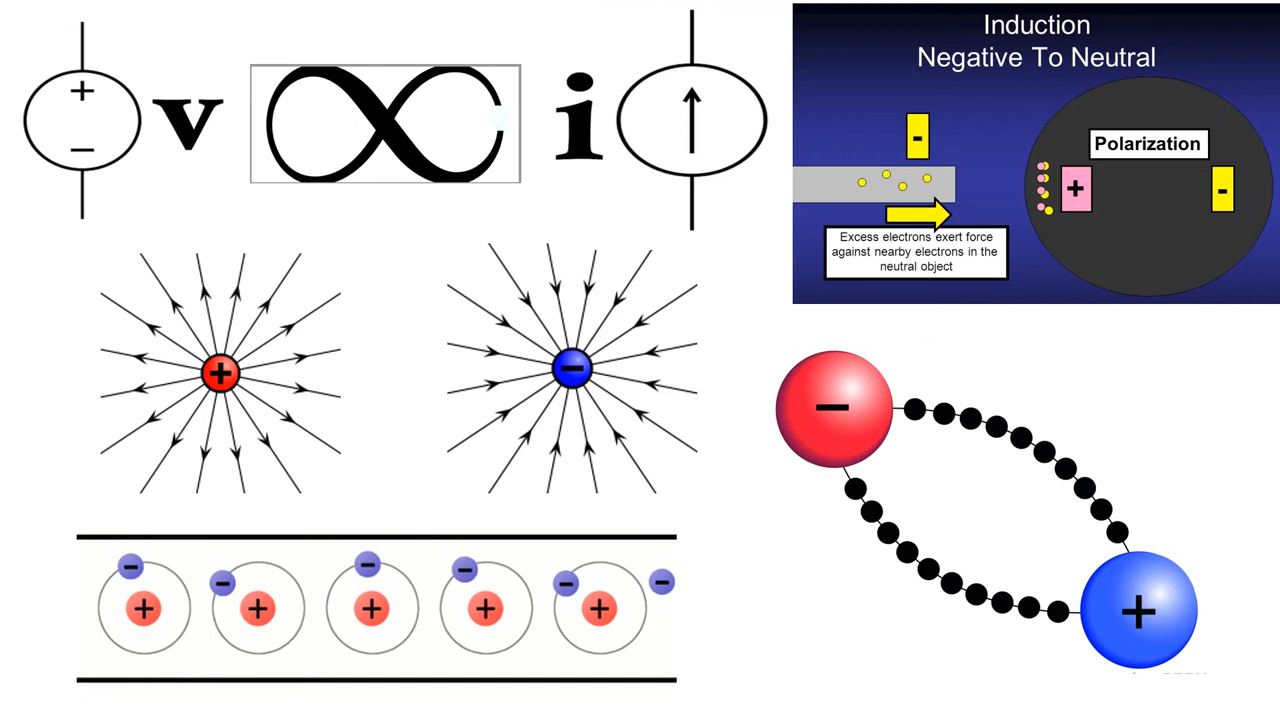 +
−
v ∝ i
Induction
Negative To Neutral
-
Polarization
+
-
Excess electrons exert force
against nearby electrons in the
neutral object
+
−
−
+
−
−
−
−
−
−
+
+
+
+
+